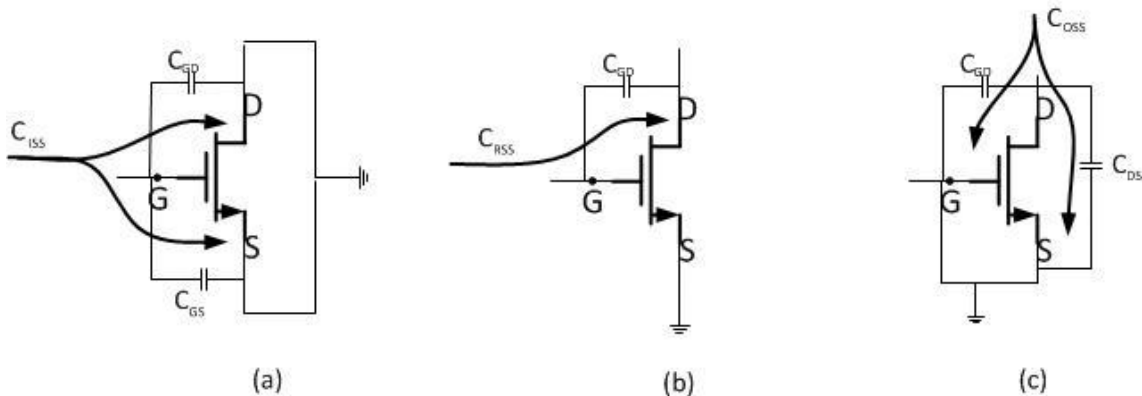 C_GD
D
C_ISS
G
S
C_GS
(a)
C_GD
D
C_RSS
G
S
(b)
C_OSS
C_GD
D
C_DS
G
S
(c)